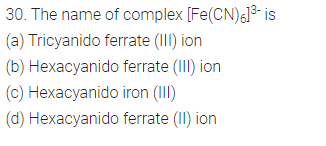 30. The name of complex [Fe(CN)₆]³⁻ is
(a) Tricyanido ferrate (III) ion
(b) Hexacyanido ferrate (III) ion
(c) Hexacyanido iron (III)
(d) Hexacyanido ferrate (II) ion